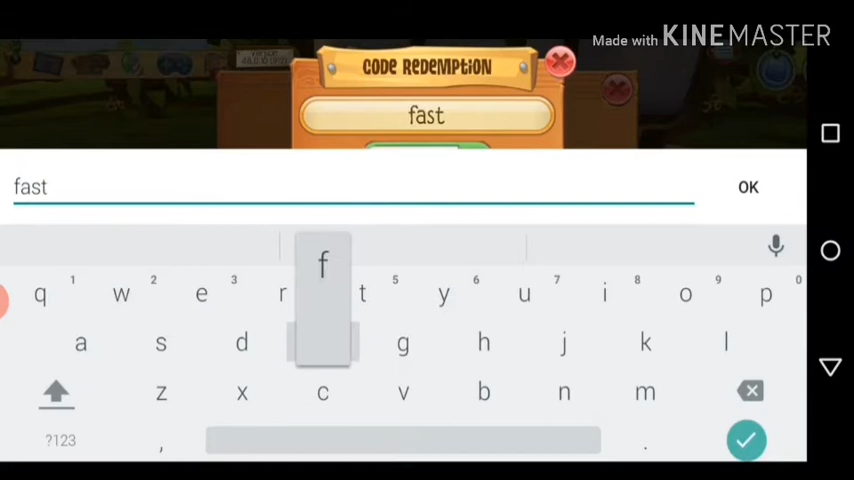 Made with KINEMASTER
CODE REDEMPTION
fast
fast
OK
f
1 2 3 5 6 7 8 9 0
q w e r t y u i o p
a s d g h j k l
z x c v b n m
?123 , .